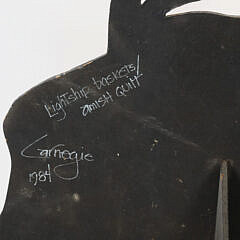 Lightship baskets/
amish QUILT
Carnegie
1984